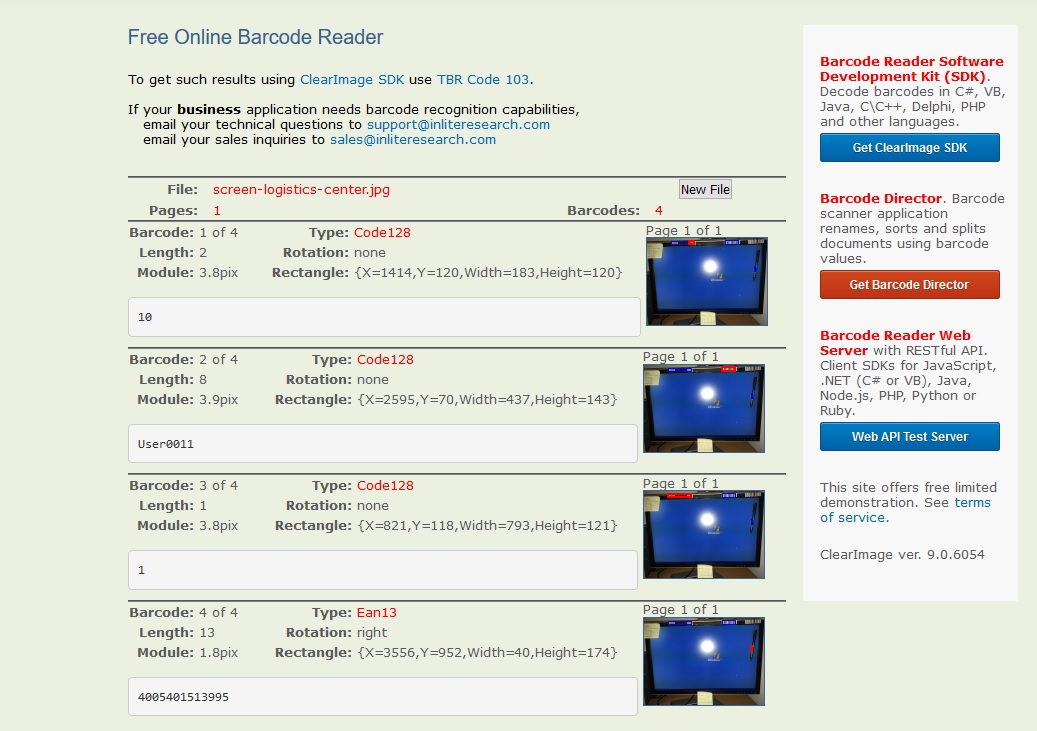 Free Online Barcode Reader
To get such results using ClearImage SDK use TBR Code 103.
If your business application needs barcode recognition capabilities,
email your technical questions to support@inliteresearch.com
email your sales inquiries to sales@inliteresearch.com
File: screen-logistics-center.jpg New File
Pages: 1 Barcodes: 4
Barcode: 1 of 4 Type: Code128 Page 1 of 1
Length: 2 Rotation: none
Module: 3.8pix Rectangle: {X=1414,Y=120,Width=183,Height=120}
10
Barcode: 2 of 4 Type: Code128 Page 1 of 1
Length: 8 Rotation: none
Module: 3.9pix Rectangle: {X=2595,Y=70,Width=437,Height=143}
User0011
Barcode: 3 of 4 Type: Code128 Page 1 of 1
Length: 1 Rotation: none
Module: 3.8pix Rectangle: {X=821,Y=118,Width=793,Height=121}
1
Barcode: 4 of 4 Type: Ean13 Page 1 of 1
Length: 13 Rotation: right
Module: 1.8pix Rectangle: {X=3556,Y=952,Width=40,Height=174}
4005401513995
Barcode Reader Software
Development Kit (SDK).
Decode barcodes in C#, VB,
Java, C\C++, Delphi, PHP
and other languages.
Get ClearImage SDK
Barcode Director. Barcode
scanner application
renames, sorts and splits
documents using barcode
values.
Get Barcode Director
Barcode Reader Web
Server with RESTful API.
Client SDKs for JavaScript,
.NET (C# or VB), Java,
Node.js, PHP, Python or
Ruby.
Web API Test Server
This site offers free limited
demonstration. See terms
of service.
ClearImage ver. 9.0.6054